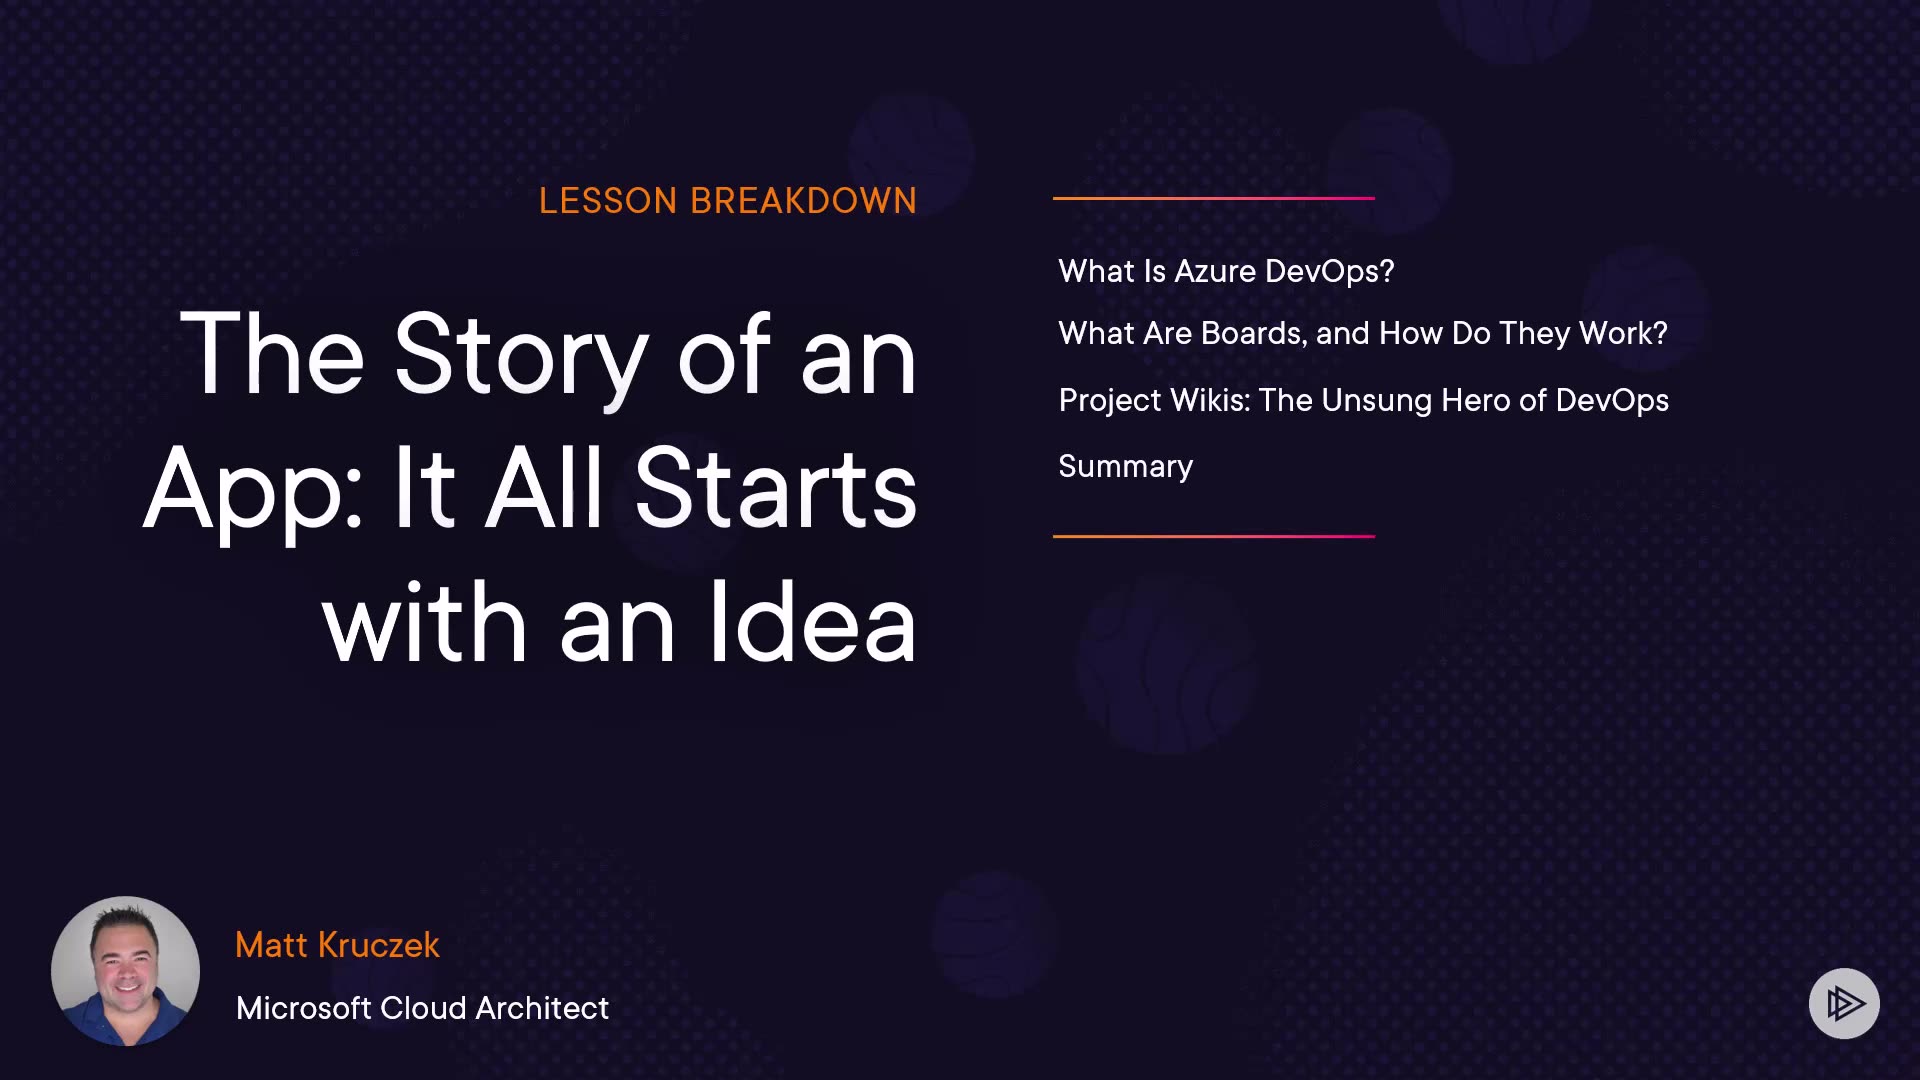 LESSON BREAKDOWN
The Story of an
App: It All Starts
with an Idea
What Is Azure DevOps?
What Are Boards, and How Do They Work?
Project Wikis: The Unsung Hero of DevOps
Summary
Matt Kruczek
Microsoft Cloud Architect